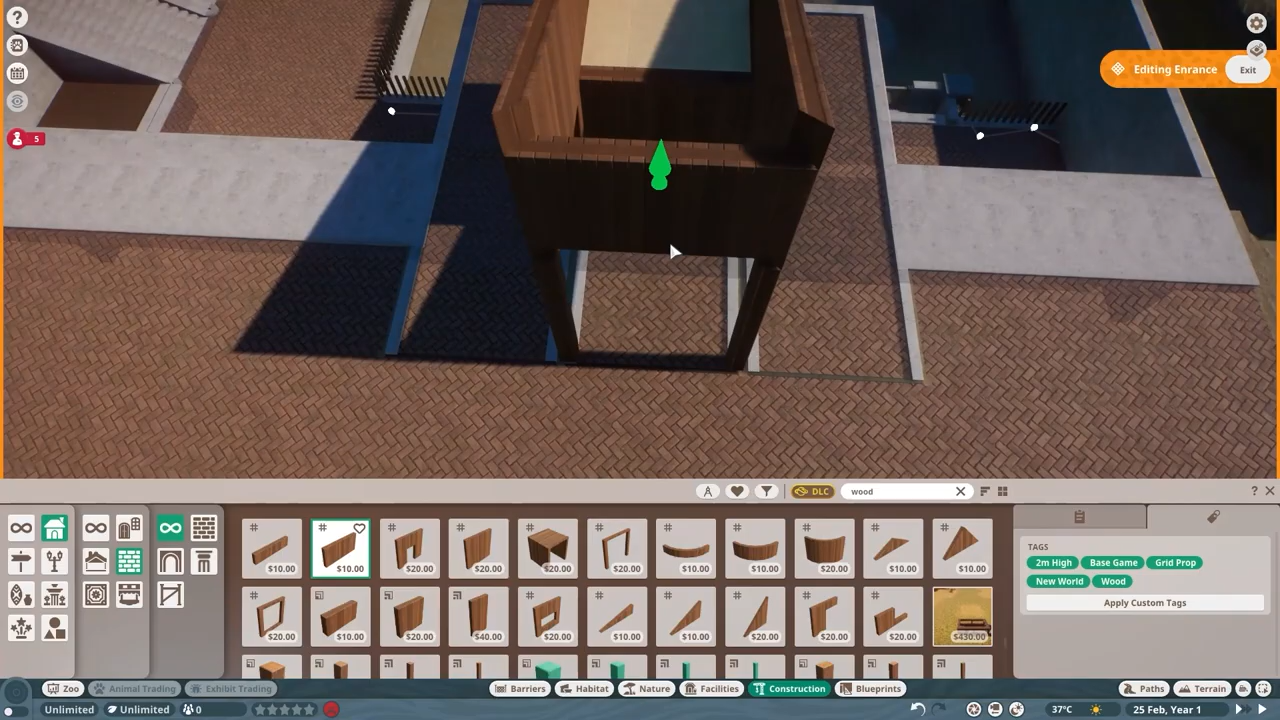 ?
5
Editing Enrance
Exit
DLC
wood
?
$10.00 $10.00 $20.00 $20.00 $20.00 $20.00 $10.00 $10.00 $20.00 $10.00 $10.00
$20.00 $10.00 $20.00 $40.00 $20.00 $10.00 $10.00 $20.00 $20.00 $20.00 $430.00
TAGS
2m High Base Game Grid Prop
New World Wood
Apply Custom Tags
Zoo Animal Trading Exhibit Trading Barriers Habitat Nature Facilities Construction Blueprints Paths Terrain
Unlimited Unlimited 0 37°C 25 Feb, Year 1